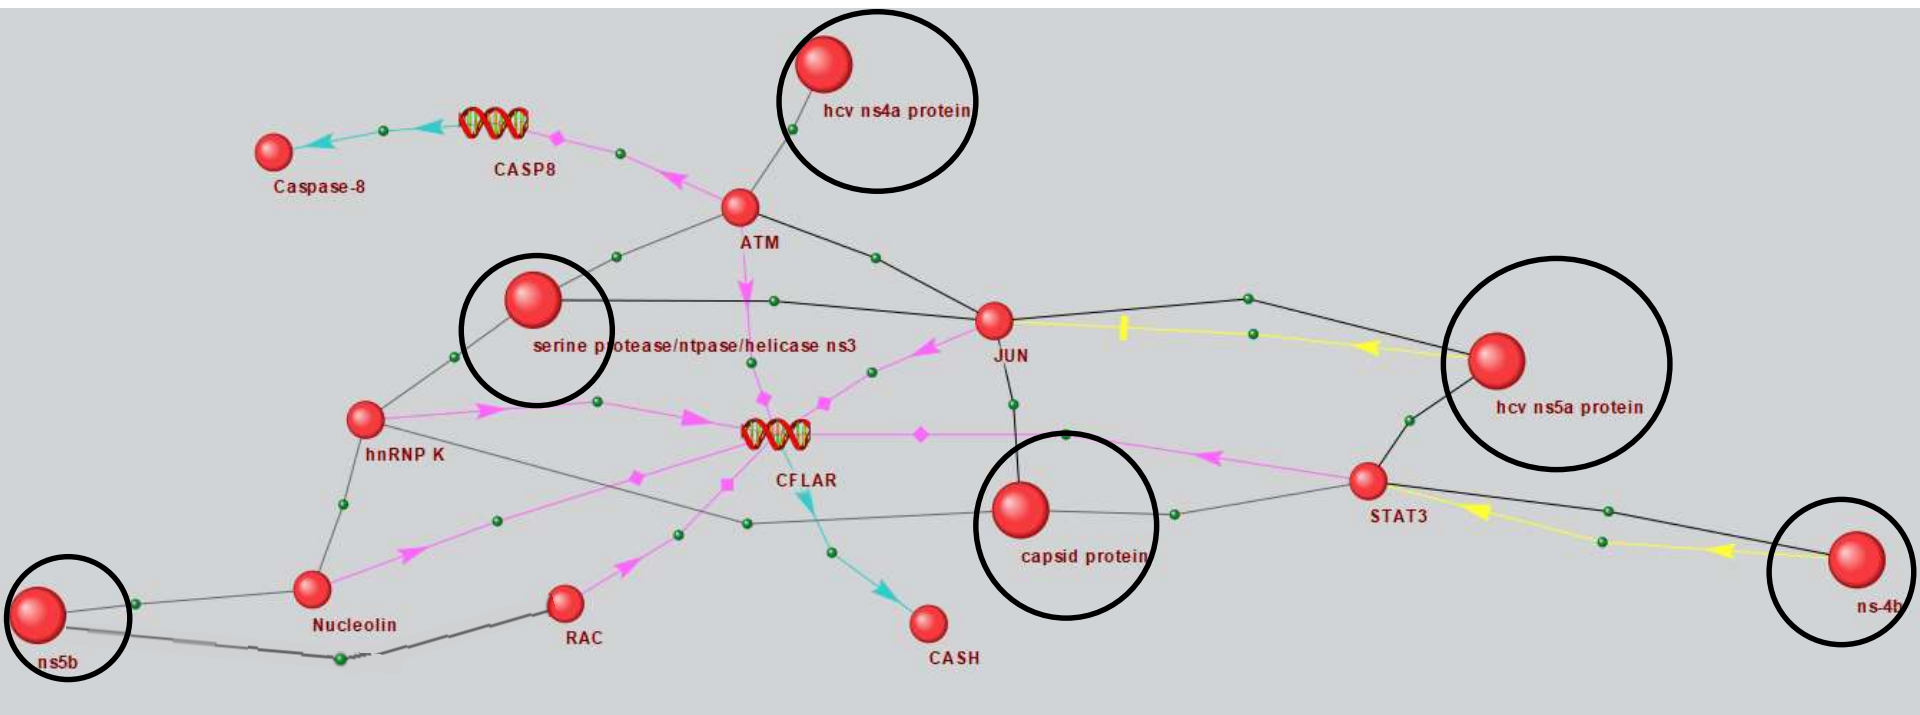 hcv ns4a protein
CASP8
Caspase-8
ATM
serine protease/ntpase/helicase ns3
JUN
hcv ns5a protein
hnRNP K
CFLAR
STAT3
capsid protein
ns-4b
Nucleolin
RAC
CASH
ns5b